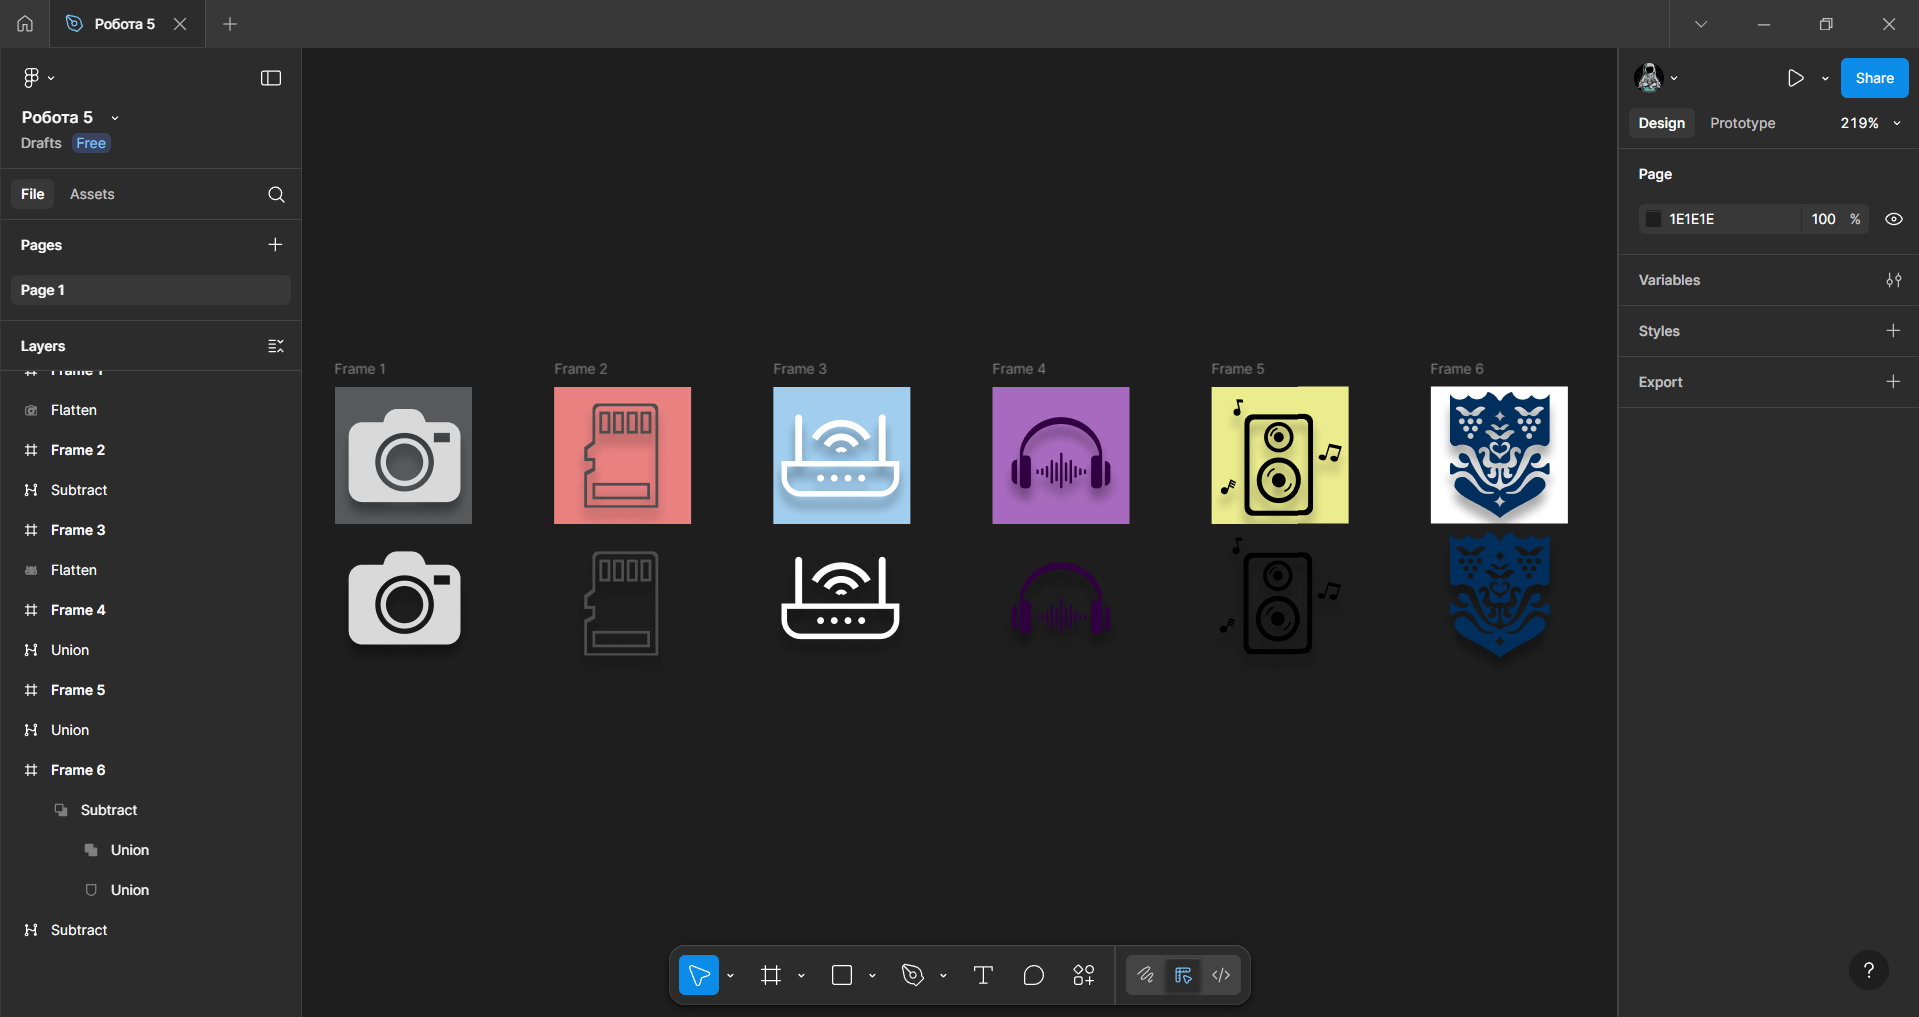 Робота 5
Робота 5
Drafts Free
File Assets
Pages
Page 1
Layers
Frame 1
Flatten
Frame 2
Subtract
Frame 3
Flatten
Frame 4
Union
Frame 5
Union
Frame 6
Subtract
Union
Union
Subtract
Frame 1
Frame 2
Frame 3
Frame 4
Frame 5
Frame 6
Share
Design Prototype 219%
Page
1E1E1E 100 %
Variables
Styles
Export
?